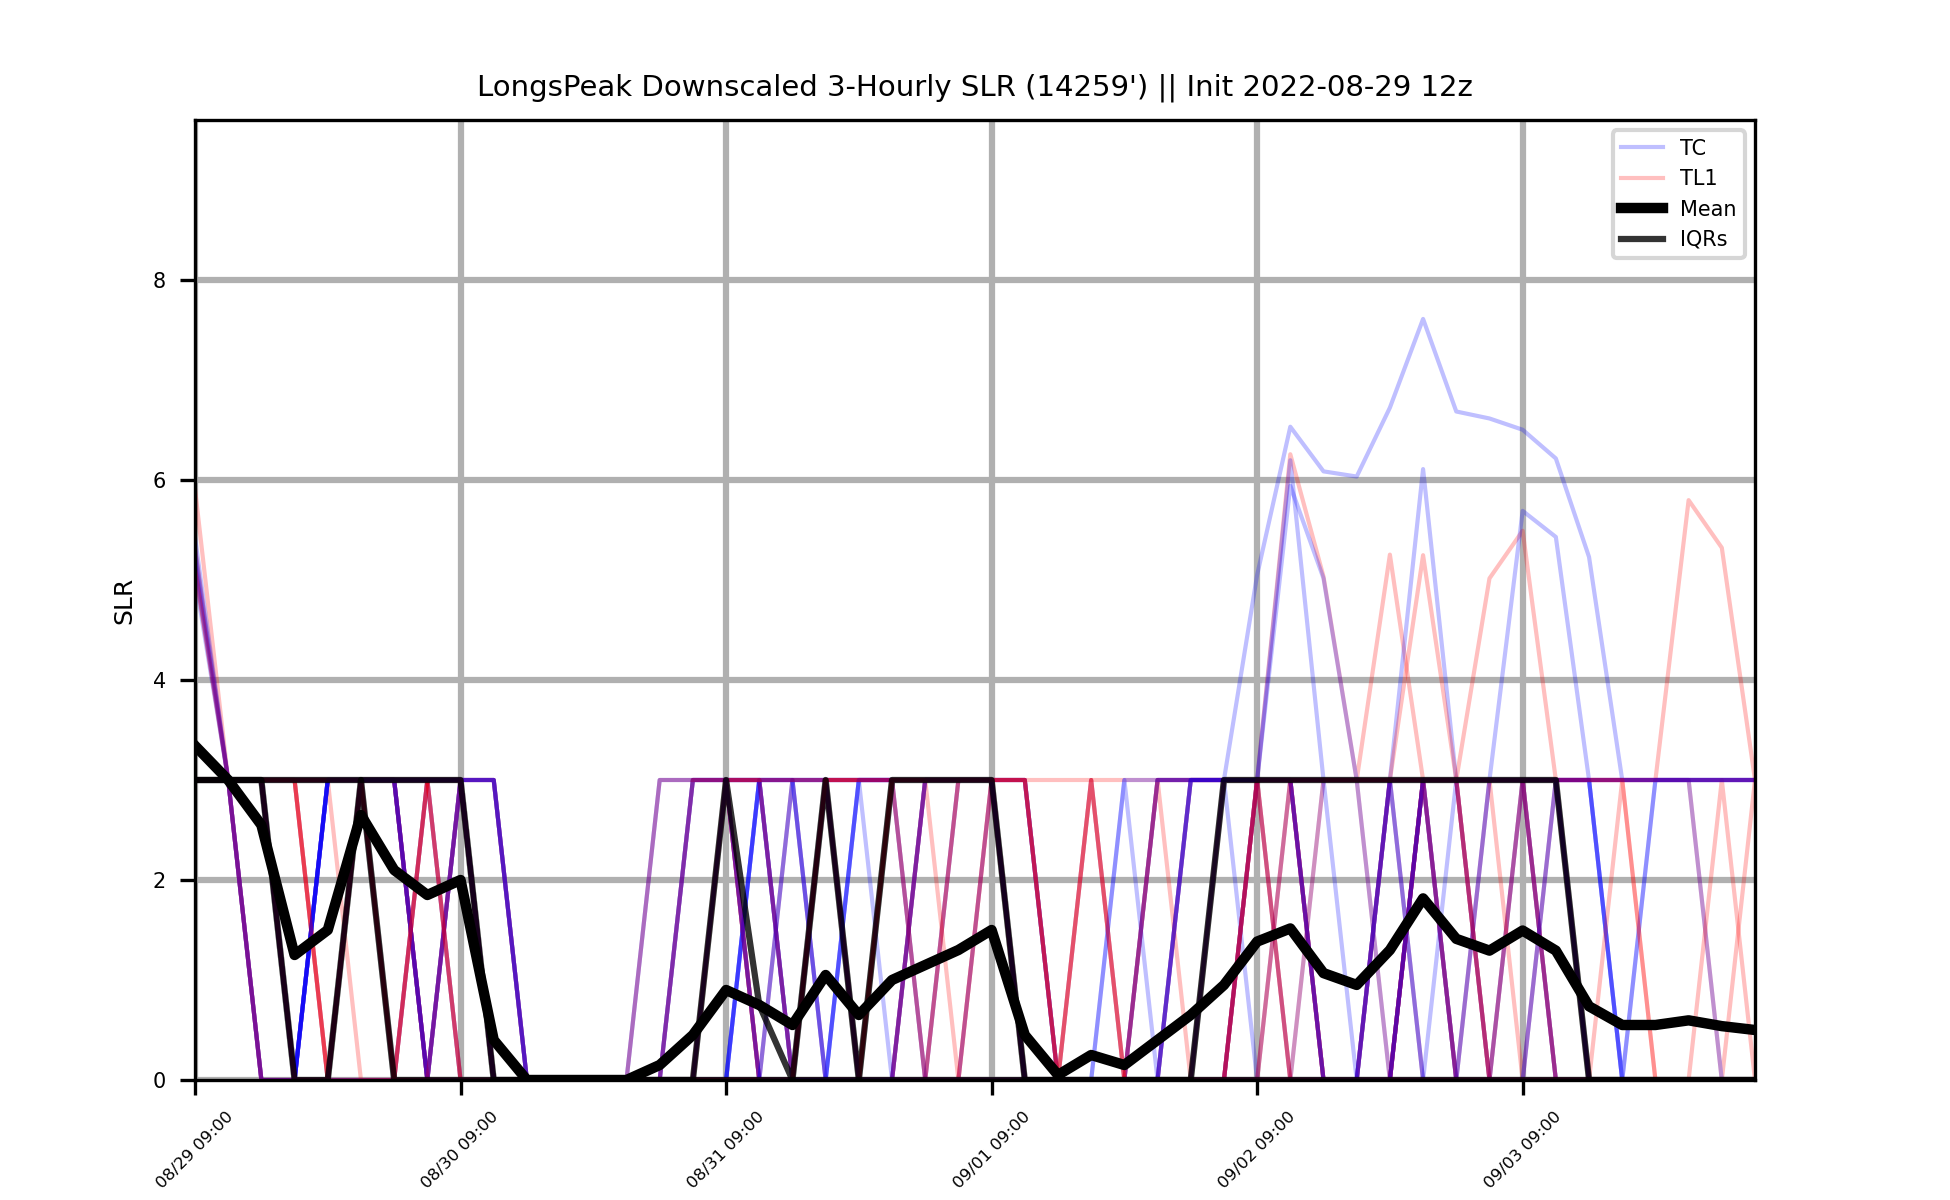 LongsPeak Downscaled 3-Hourly SLR (14259') || Init 2022-08-29 12z
TC
TL1
Mean
IQRs
8
6
4
2
0
SLR
08/29 09:00
08/30 09:00
08/31 09:00
09/01 09:00
09/02 09:00
09/03 09:00